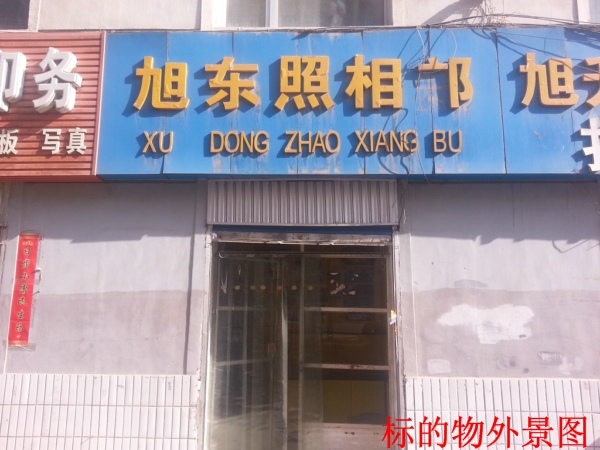 印务
板 写真
旭东照相部
XU DONG ZHAO XIANG BU
旭
标的物外景图